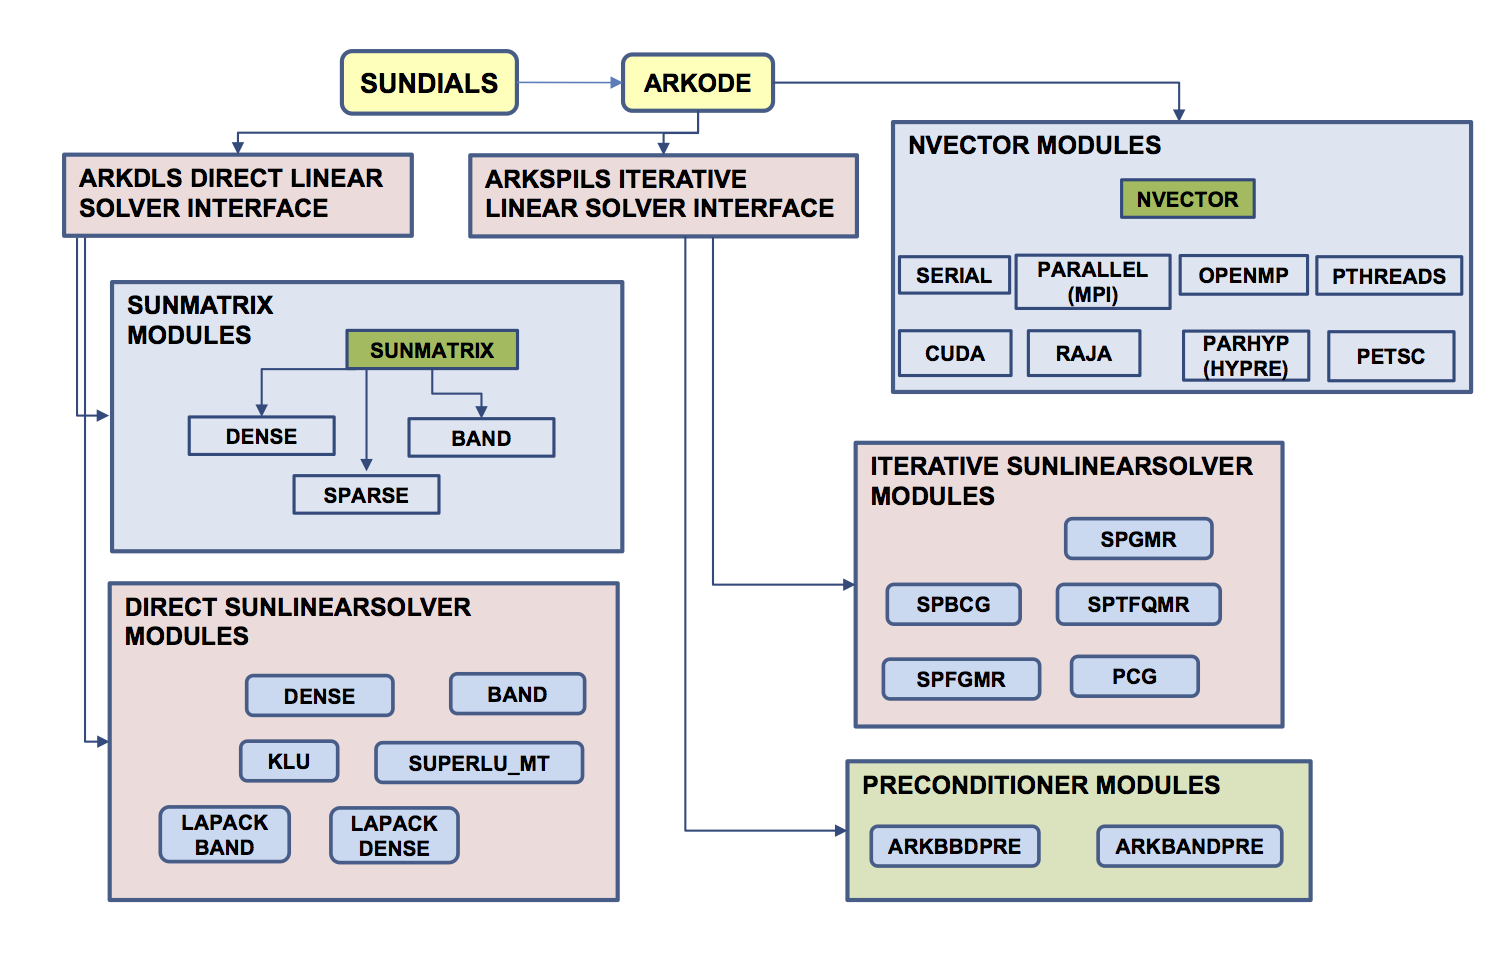 SUNDIALS
ARKODE
ARKDLS DIRECT LINEAR
SOLVER INTERFACE
ARKSPILS ITERATIVE
LINEAR SOLVER INTERFACE
NVECTOR MODULES
NVECTOR
SERIAL
PARALLEL
(MPI)
OPENMP
PTHREADS
CUDA
RAJA
PARHYP
(HYPRE)
PETSC
SUNMATRIX
MODULES
SUNMATRIX
DENSE
BAND
SPARSE
DIRECT SUNLINEARSOLVER
MODULES
DENSE
BAND
KLU
SUPERLU_MT
LAPACK
BAND
LAPACK
DENSE
ITERATIVE SUNLINEARSOLVER
MODULES
SPGMR
SPBCG
SPTFQMR
SPFGMR
PCG
PRECONDITIONER MODULES
ARKBBDPRE
ARKBANDPRE